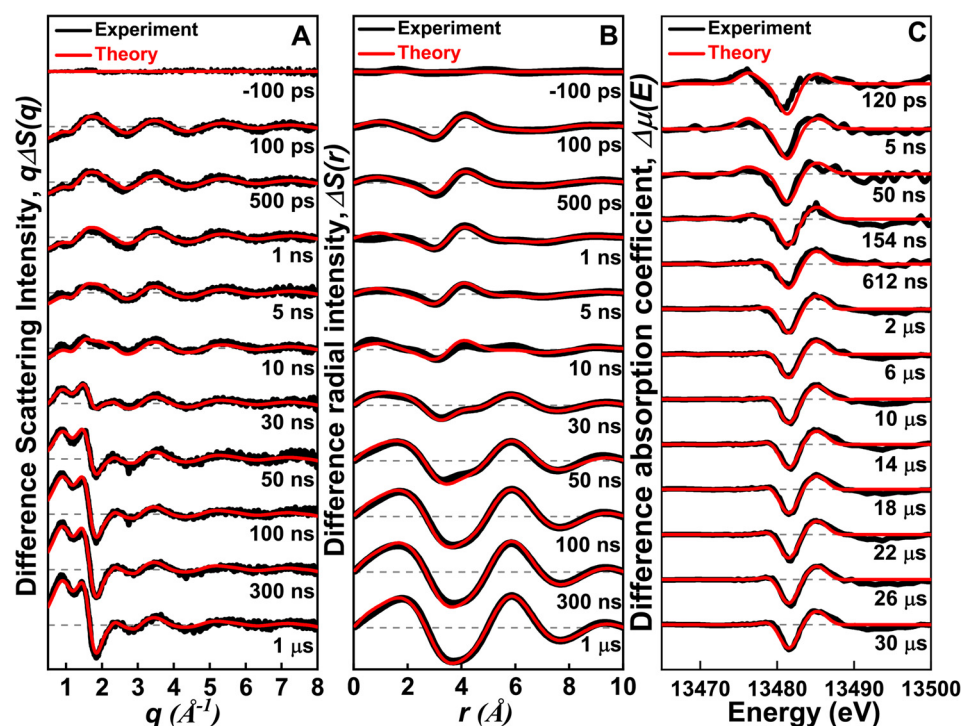 Experiment
Theory
A
-100 ps
100 ps
500 ps
1 ns
5 ns
10 ns
30 ns
50 ns
100 ns
300 ns
1 μs
Difference Scattering Intensity, qΔS(q)
1 2 3 4 5 6 7 8
q (Å⁻¹)
Experiment
Theory
B
-100 ps
100 ps
500 ps
1 ns
5 ns
10 ns
30 ns
50 ns
100 ns
300 ns
1 μs
Difference radial intensity, ΔS(r)
0 2 4 6 8 10
r (Å)
Experiment
Theory
C
120 ps
5 ns
50 ns
154 ns
612 ns
2 μs
6 μs
10 μs
14 μs
18 μs
22 μs
26 μs
30 μs
Difference absorption coefficient, Δμ(E)
13470 13480 13490 13500
Energy (eV)